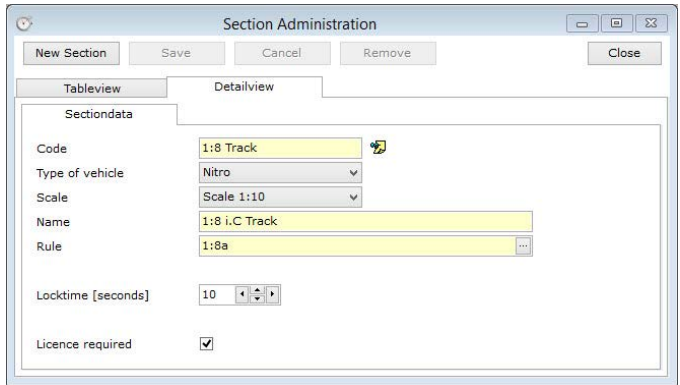 Section Administration
New Section Save Cancel Remove Close
Tableview Detailview
Sectiondata
Code 1:8 Track
Type of vehicle Nitro
Scale Scale 1:10
Name 1:8 i.C Track
Rule 1:8a ...
Locktime [seconds] 10
Licence required